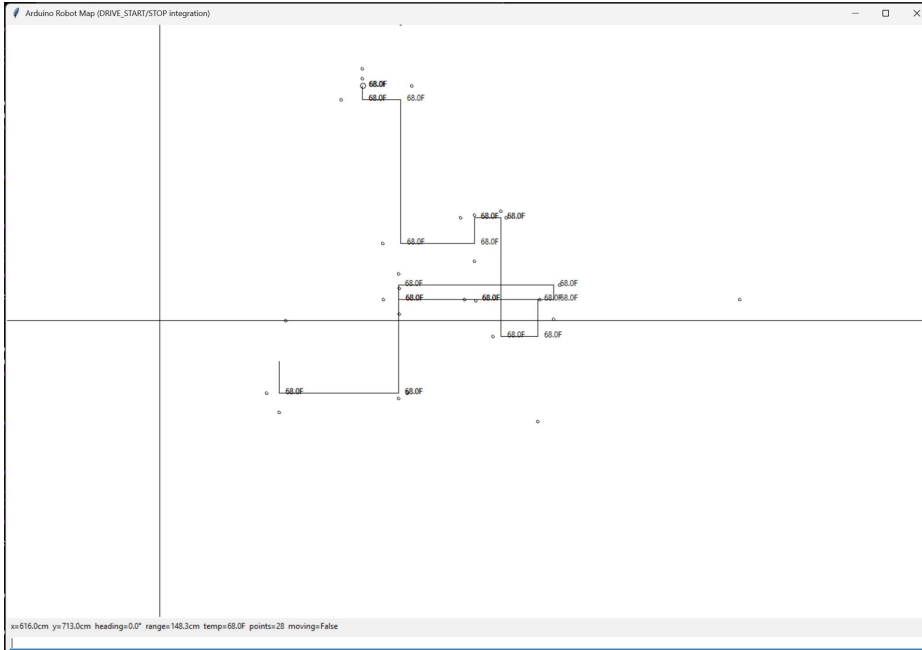 Arduino Robot Map (DRIVE_START/STOP integration)
68.0F
68.0F 68.0F
68.0F 68.0F
68.0F 68.0F
68.0F 68.0F
68.0F 68.0F 68.0F 68.0F
68.0F 68.0F
68.0F 68.0F
x=616.0cm y=713.0cm heading=0.0° range=148.3cm temp=68.0F points=28 moving=False